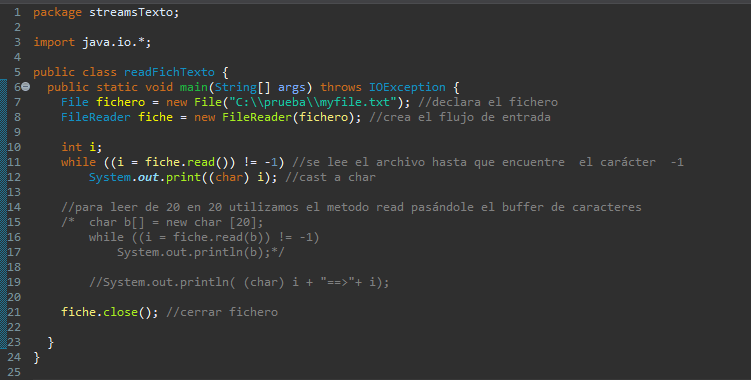 1 package streamsTexto;
2
3 import java.io.*;
4
5 public class readFichTexto {
6 public static void main(String[] args) throws IOException {
7 File fichero = new File("C:\\prueba\\myfile.txt"); //declara el fichero
8 FileReader fiche = new FileReader(fichero); //crea el flujo de entrada
9
10 int i;
11 while ((i = fiche.read()) != -1) //se lee el archivo hasta que encuentre  el carácter  -1
12 System.out.print((char) i); //cast a char
13
14 //para leer de 20 en 20 utilizamos el metodo read pasándole el buffer de caracteres
15 /*  char b[] = new char [20];
16 while ((i = fiche.read(b)) != -1)
17 System.out.println(b);*/
18
19 //System.out.println( (char) i + "==>"+ i);
20
21 fiche.close(); //cerrar fichero
22
23 }
24 }
25